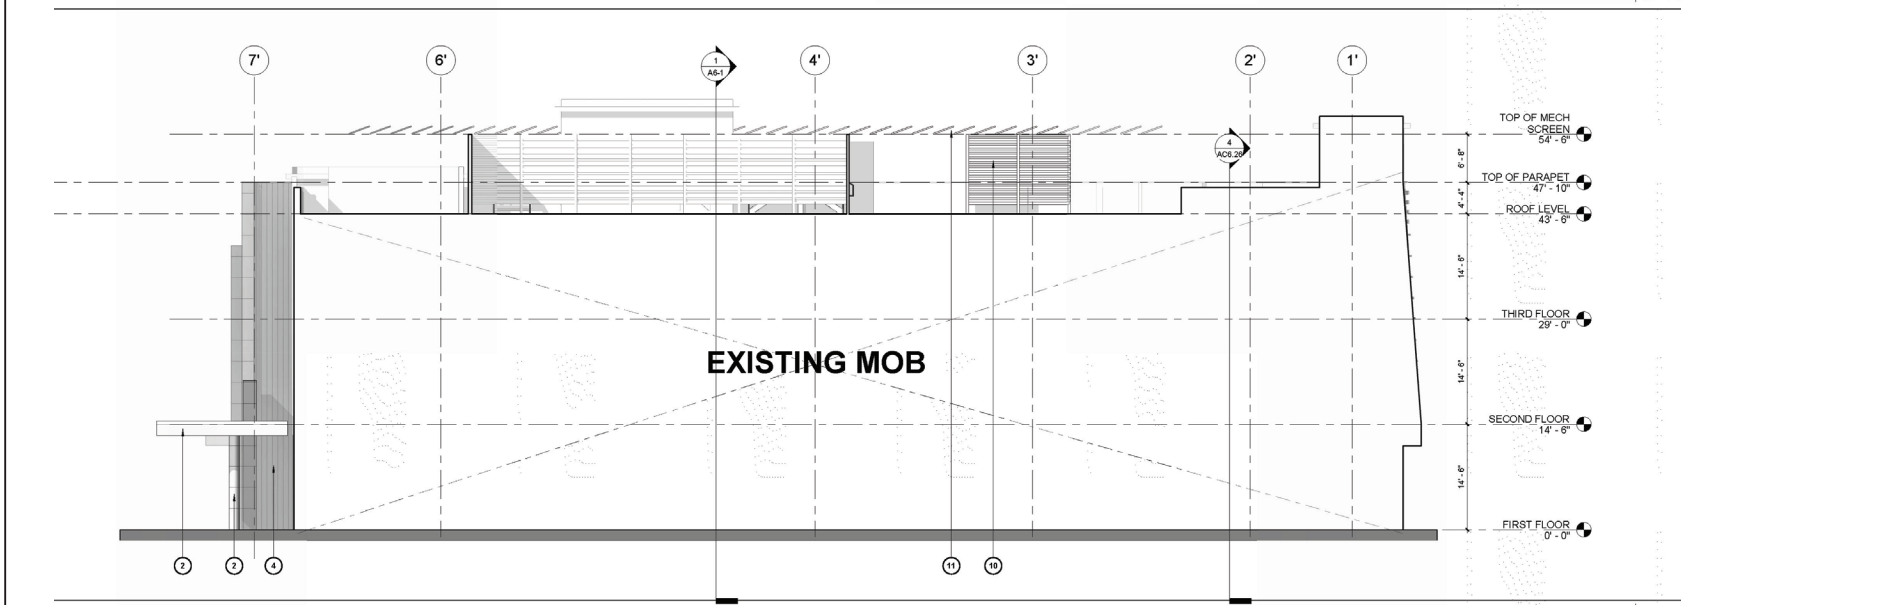 7'
6'
1
A6-1
4'
3'
2'
1'
4
AC6.26
TOP OF MECH
SCREEN
54' - 6"
6' - 8"
TOP OF PARAPET
47' - 10"
4' - 4"
ROOF LEVEL
43' - 6"
14' - 6"
THIRD FLOOR
29' - 0"
EXISTING MOB
14' - 6"
SECOND FLOOR
14' - 6"
14' - 6"
FIRST FLOOR
0' - 0"
2
2
4
11
10